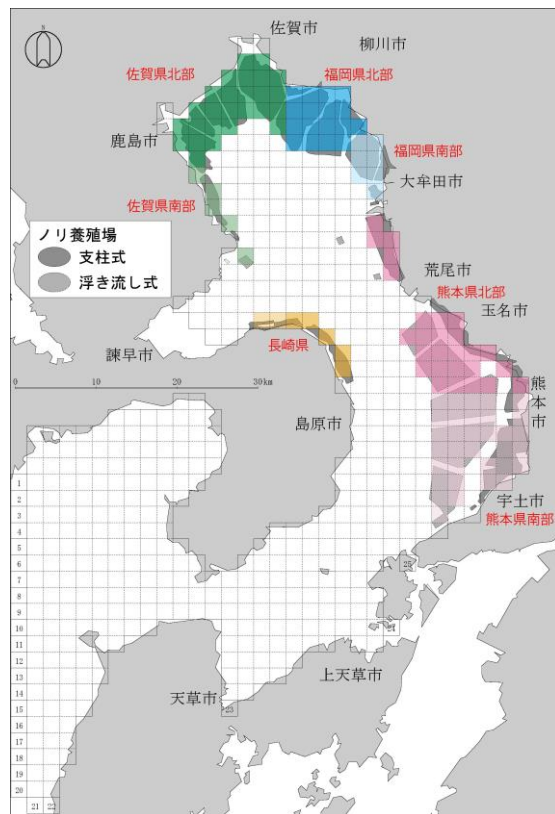 N
佐賀市
柳川市
佐賀県北部
福岡県北部
鹿島市
福岡県南部
大牟田市
佐賀県南部
ノリ養殖場
支柱式
浮き流し式
荒尾市
熊本県北部
玉名市
長崎県
諫早市
0 10 20 30km
熊本市
島原市
宇土市
熊本県南部
1
2
3
4
5
6
7
8
9
10
11
12
13
14
15
16
17
18
19
20
21 22
23
24
25
上天草市
天草市